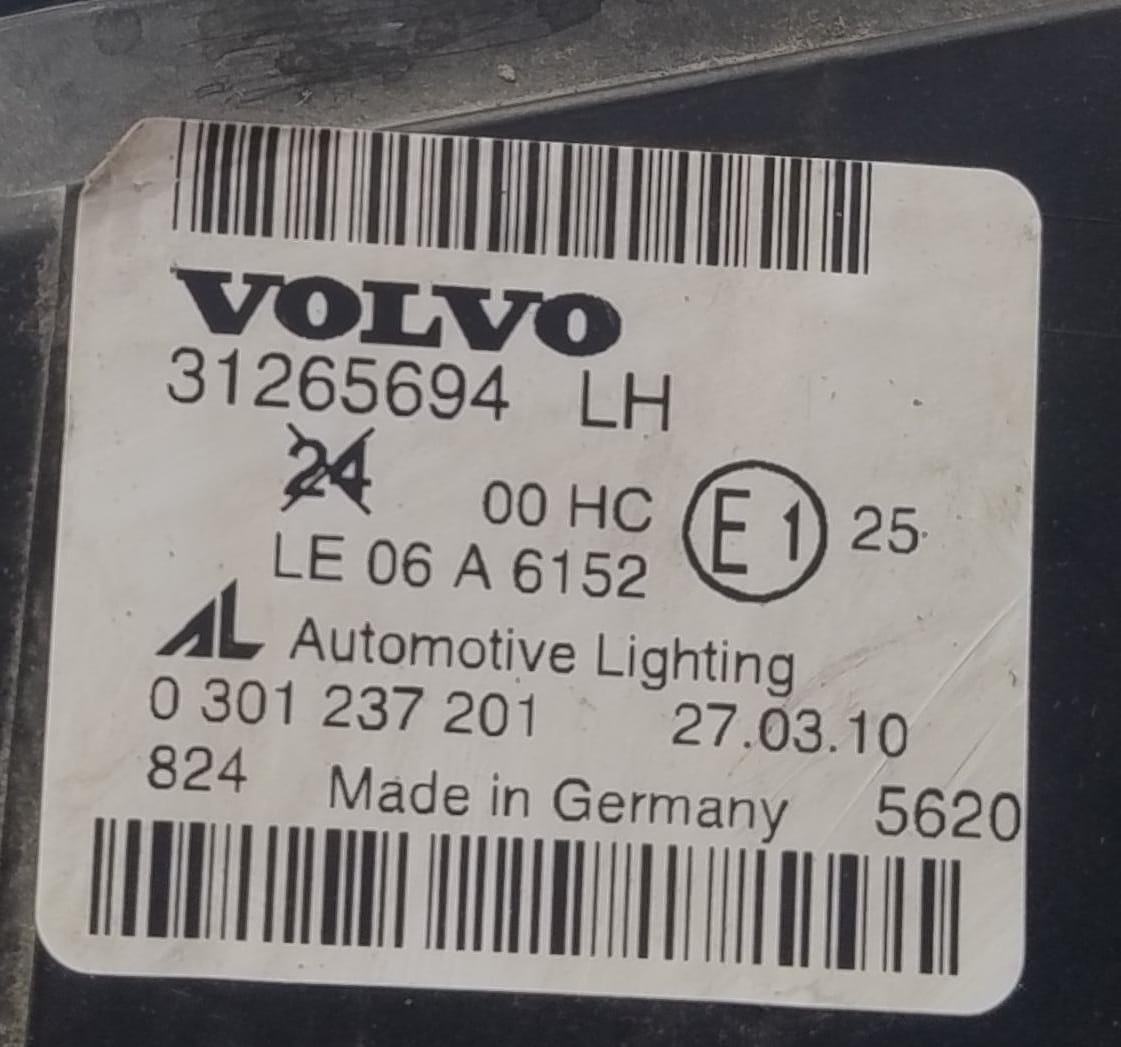 VOLVO
31265694 LH
24
00 HC E1 25
LE 06 A 6152
AL Automotive Lighting
0 301 237 201 27.03.10
824 Made in Germany 5620